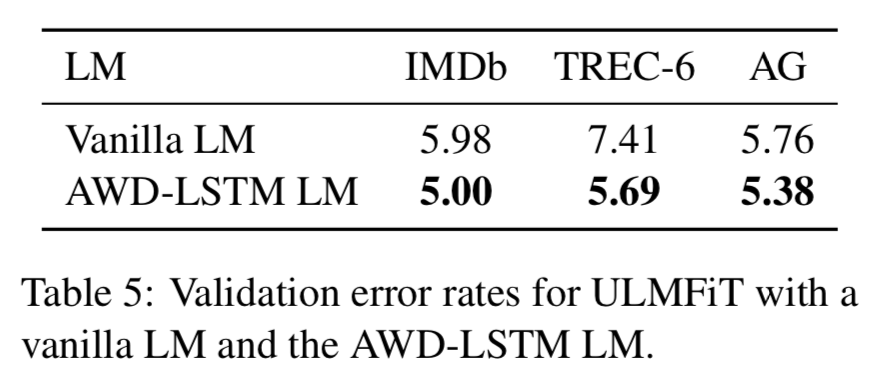 LM IMDb TREC-6 AG
Vanilla LM 5.98 7.41 5.76
AWD-LSTM LM 5.00 5.69 5.38
Table 5: Validation error rates for ULMFiT with a
vanilla LM and the AWD-LSTM LM.